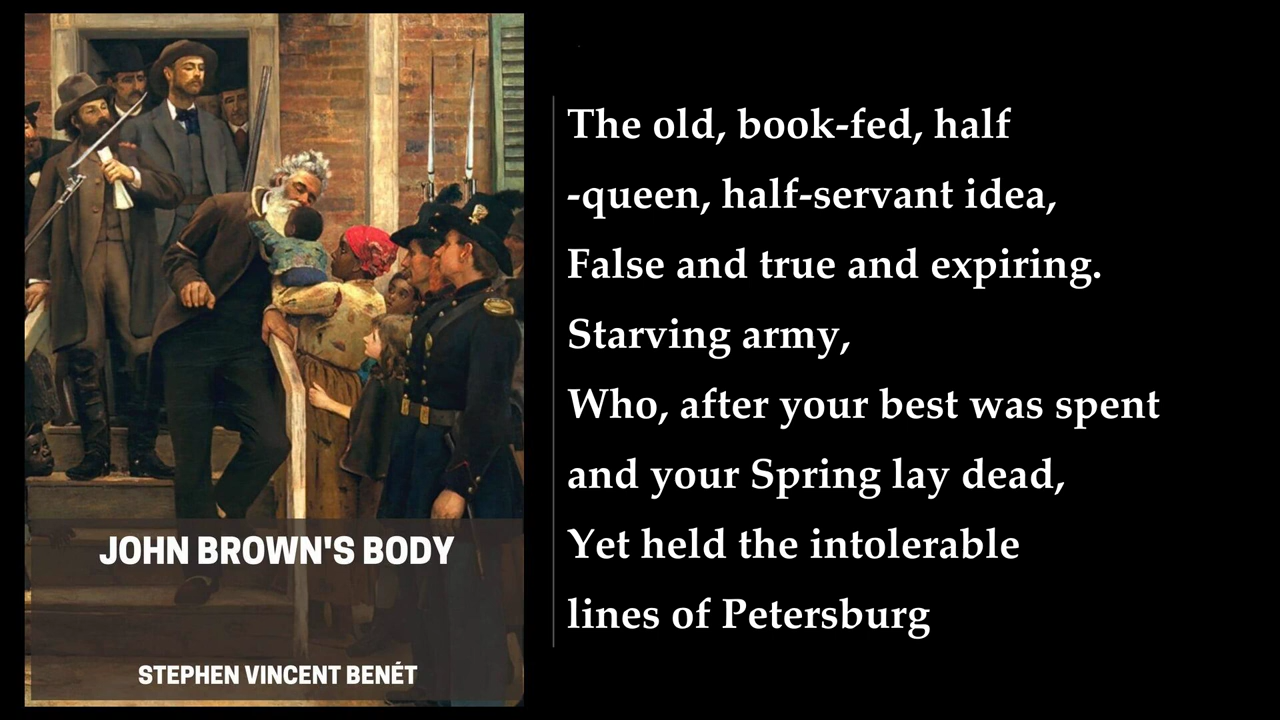 JOHN BROWN'S BODY
STEPHEN VINCENT BENÉT
The old, book-fed, half
-queen, half-servant idea,
False and true and expiring.
Starving army,
Who, after your best was spent
and your Spring lay dead,
Yet held the intolerable
lines of Petersburg